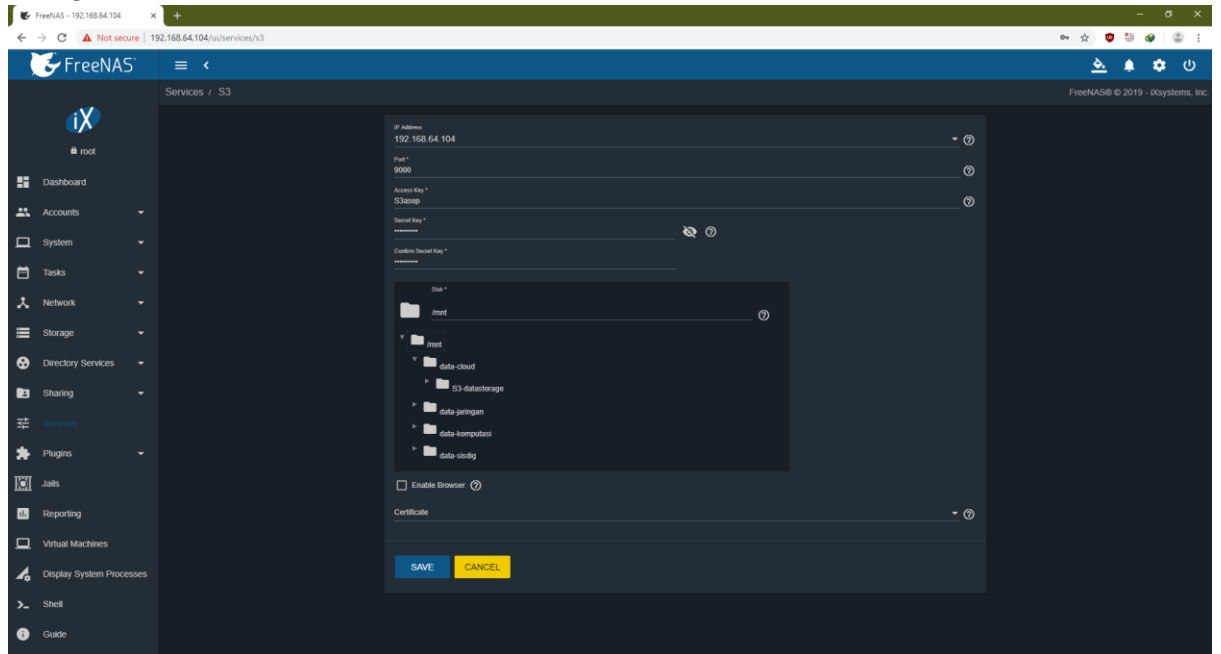 FreeNAS - 192.168.64.104
Not secure | 192.168.64.104/ui/services/s3
FreeNAS
Services / S3
FreeNAS® © 2019 - iXsystems, Inc.
iX
root
Dashboard
Accounts
System
Tasks
Network
Storage
Directory Services
Sharing
Services
Plugins
Jails
Reporting
Virtual Machines
Display System Processes
Shell
Guide
IP Address
192.168.64.104
Port *
9000
Access Key *
S3asep
Secret Key *
•••••••••
Confirm Secret Key *
•••••••••
Disk *
/mnt
/mnt
data-cloud
S3-datastorage
data-jaringan
data-komputasi
data-sisdig
Enable Browser
Certificate
SAVE
CANCEL